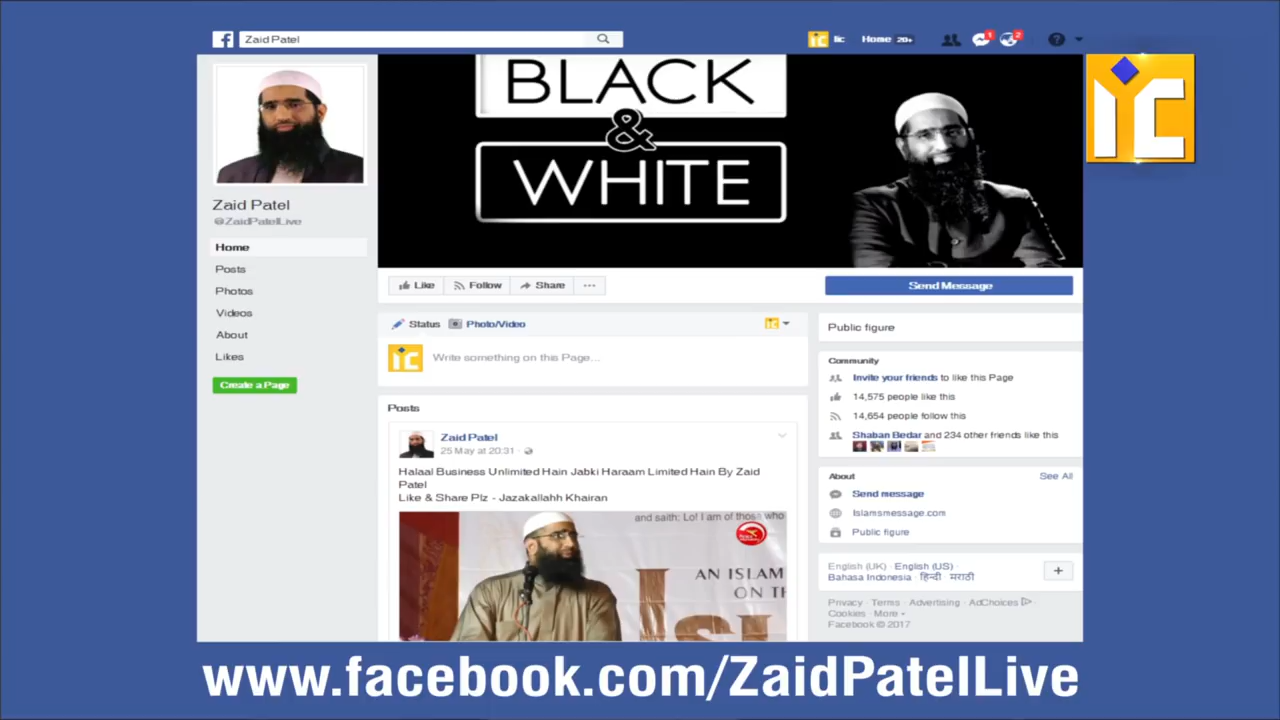 Zaid Patel
iic
Home 20+
1
2
?
iC
BLACK
&
WHITE
Zaid Patel
@ZaidPatelLive
Home
Posts
Photos
Videos
About
Likes
Create a Page
Like
Follow
Share
Send Message
Status
Photo/Video
Write something on this Page...
Posts
Zaid Patel
25 May at 20:31
Halaal Business Unlimited Hain Jabki Haraam Limited Hain By Zaid
Patel
Like & Share Plz - Jazakallahh Khairan
and saith: Lo! I am of those who
AN ISLAM
ON TH
Public figure
Community
Invite your friends to like this Page
14,575 people like this
14,654 people follow this
Shaban Bedar and 234 other friends like this
About
See All
Send message
Islamsmessage.com
Public figure
English (UK) · English (US) ·
Bahasa Indonesia · हिन्दी · मराठी
Privacy · Terms · Advertising · AdChoices ·
Cookies · More
Facebook © 2017
www.facebook.com/ZaidPatelLive